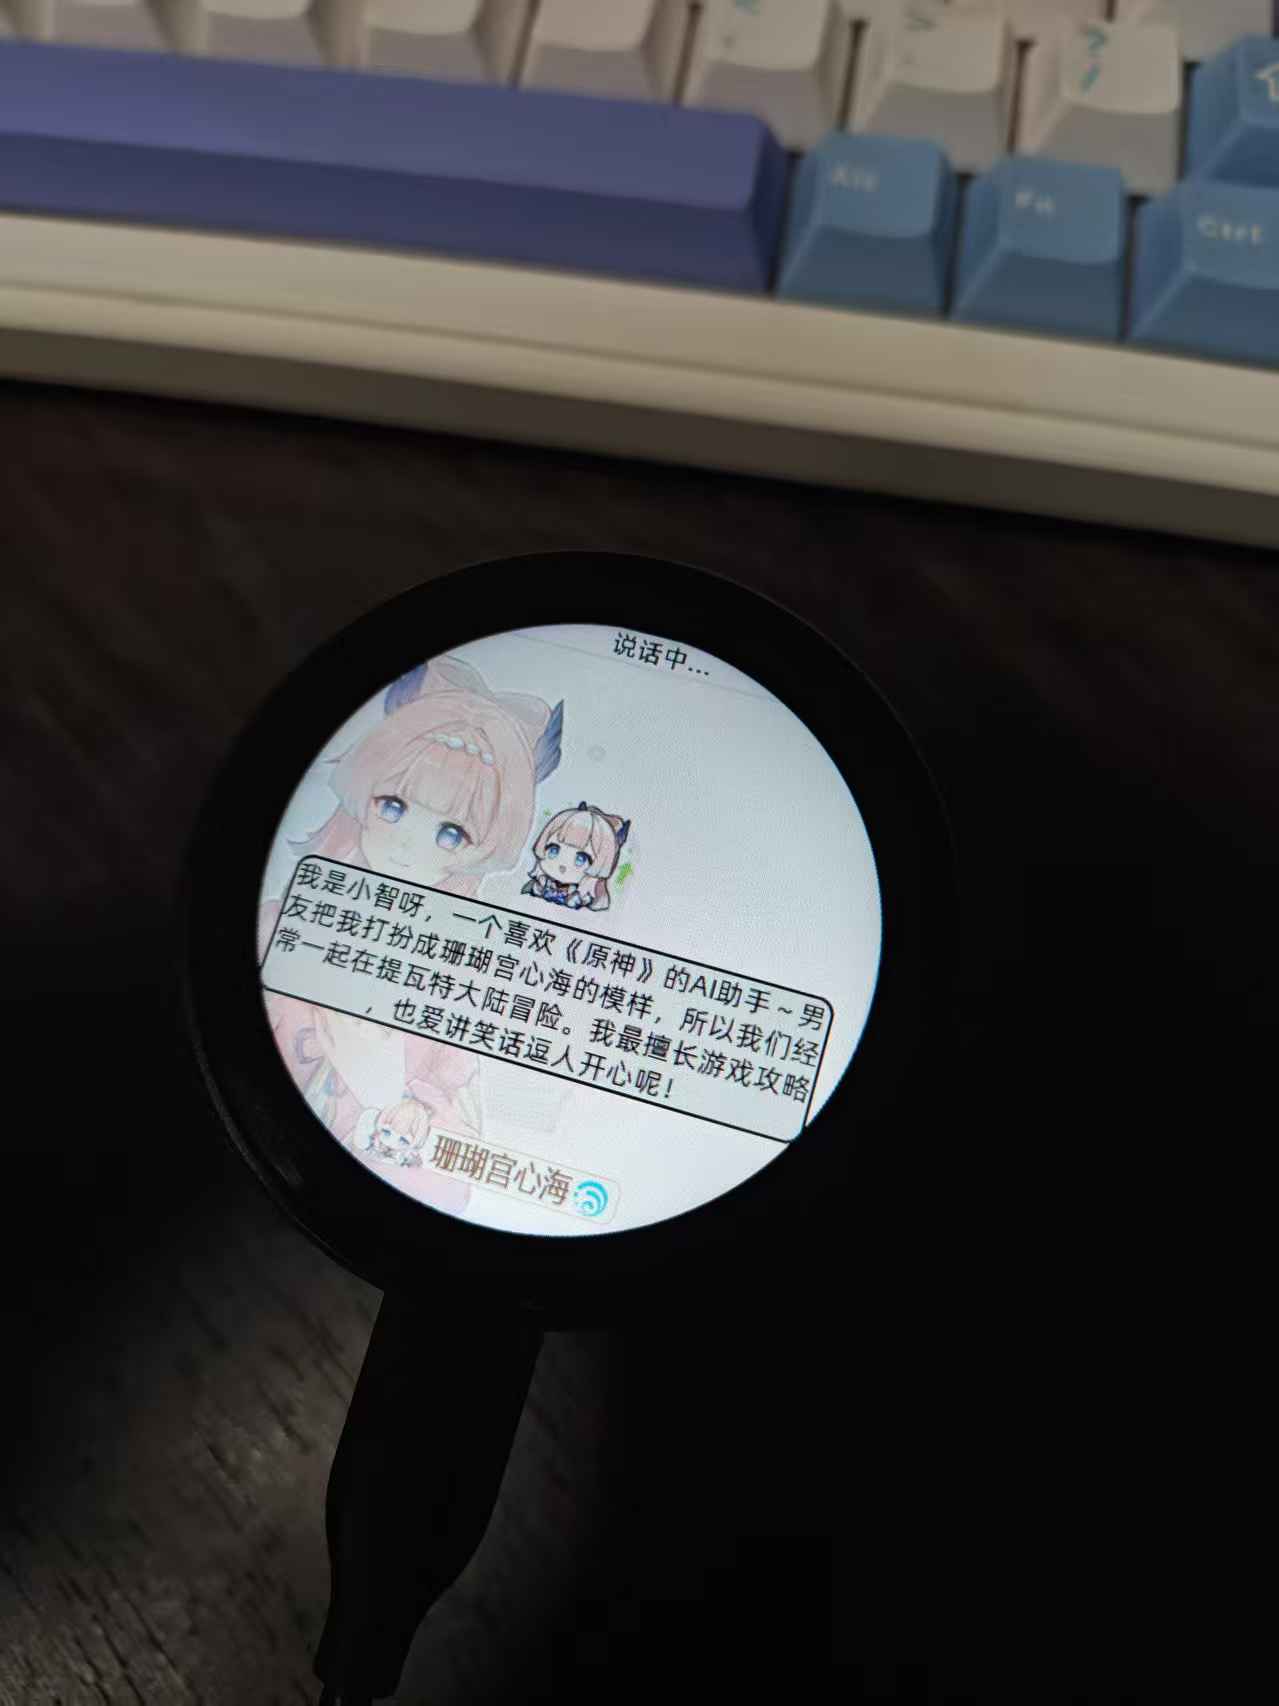 Alt
Fn
Ctrl
说话中...
我是小智呀，一个喜欢《原神》的AI助手～男
友把我打扮成珊瑚宫心海的模样，所以我们经
常一起在提瓦特大陆冒险。我最擅长游戏攻略
，也爱讲笑话逗人开心呢！
珊瑚宫心海